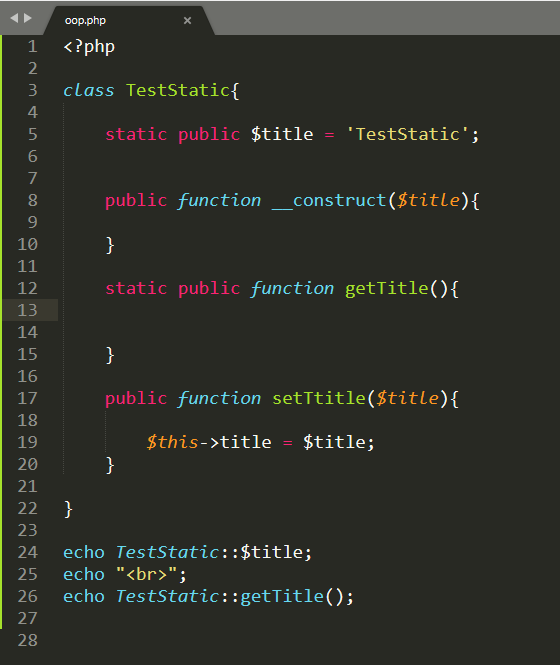 oop.php ×
1 <?php
2
3 class TestStatic{
4
5     static public $title = 'TestStatic';
6
7
8     public function __construct($title){
9
10     }
11
12     static public function getTitle(){
13
14
15     }
16
17     public function setTtitle($title){
18
19         $this->title = $title;
20     }
21
22 }
23
24 echo TestStatic::$title;
25 echo "<br>";
26 echo TestStatic::getTitle();
27
28